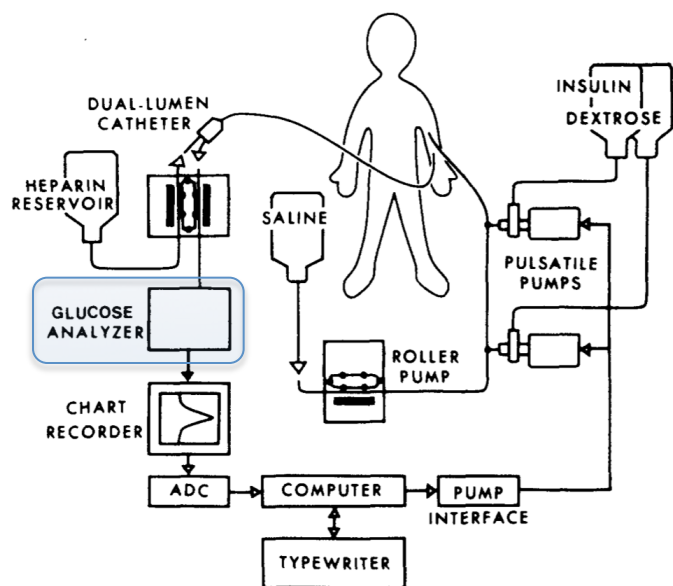 DUAL-LUMEN
CATHETER
HEPARIN
RESERVOIR
GLUCOSE
ANALYZER
CHART
RECORDER
ADC
COMPUTER
PUMP
INTERFACE
TYPEWRITER
SALINE
ROLLER
PUMP
INSULIN
DEXTROSE
PULSATILE
PUMPS